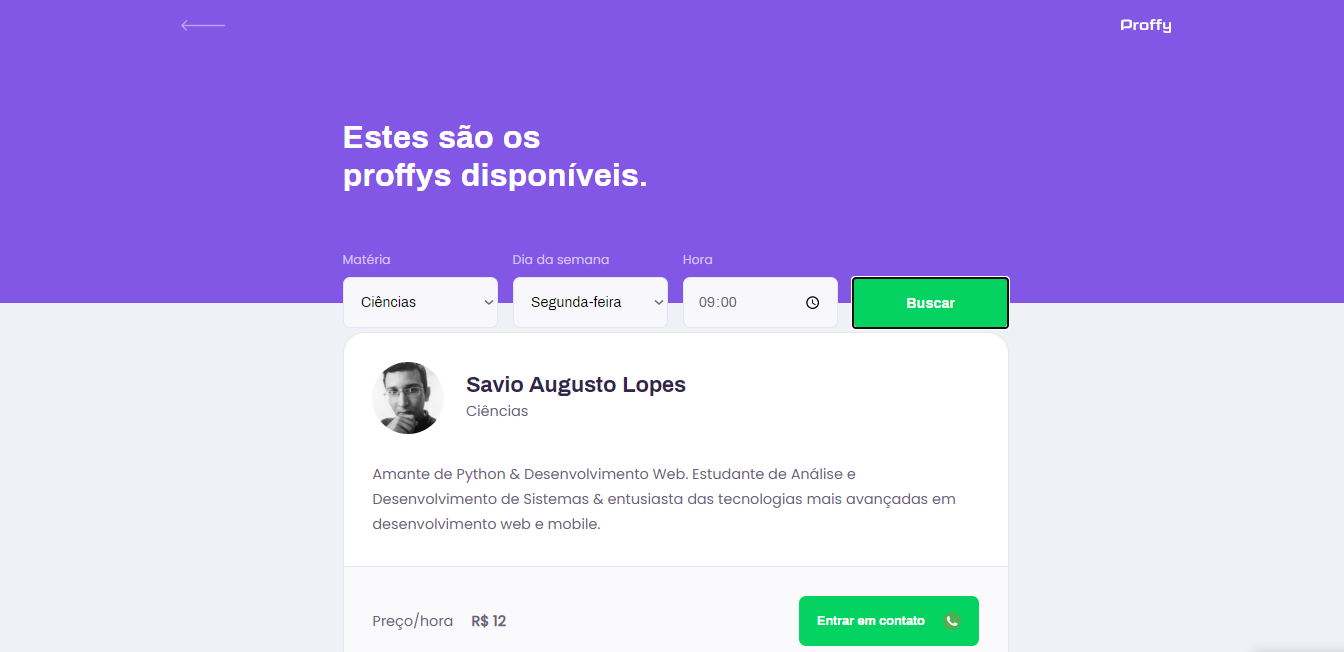 Proffy
Estes são os
proffys disponíveis.
Matéria
Dia da semana
Hora
Ciências
Segunda-feira
09:00
Buscar
Savio Augusto Lopes
Ciências
Amante de Python & Desenvolvimento Web. Estudante de Análise e
Desenvolvimento de Sistemas & entusiasta das tecnologias mais avançadas em
desenvolvimento web e mobile.
Preço/hora R$ 12
Entrar em contato